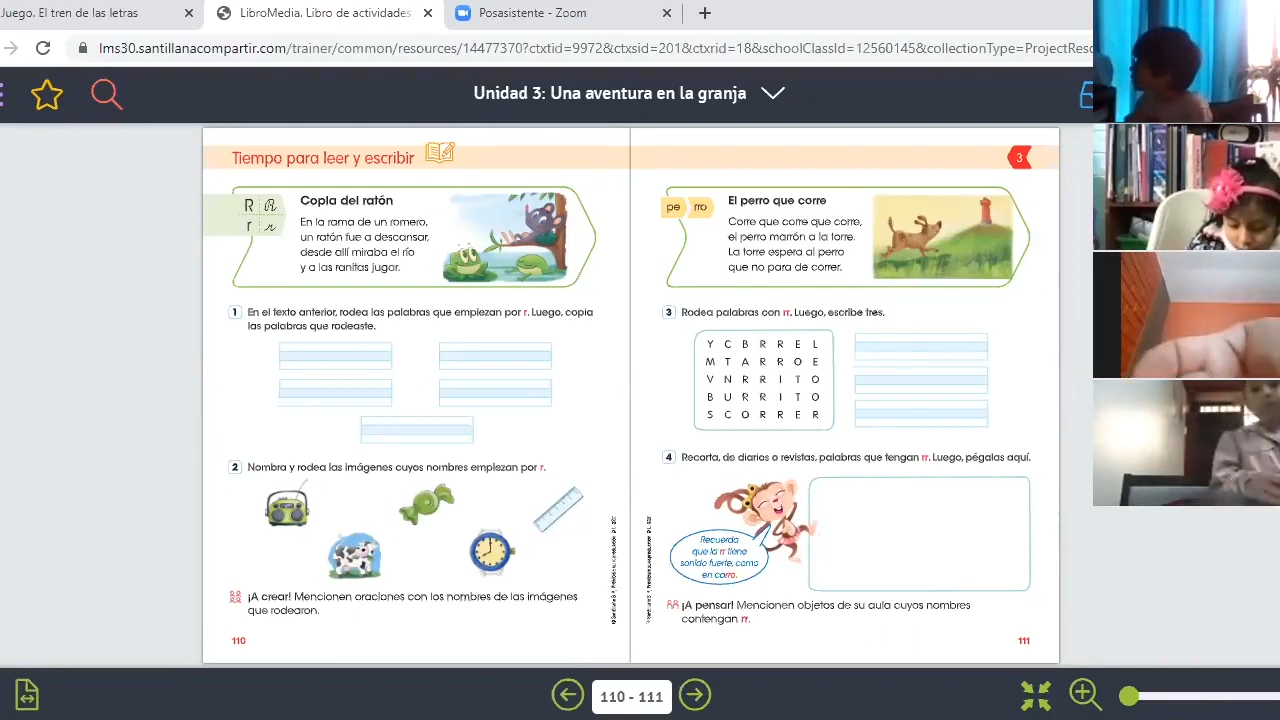 Juego. El tren de las letras
LibroMedia. Libro de actividades
Posasistente - Zoom
lms30.santillanacompartir.com/trainer/common/resources/14477370?ctxtid=9972&ctxsid=201&ctxrid=18&schoolClassId=12560145&collectionType=ProjectReso
Unidad 3: Una aventura en la granja
Tiempo para leer y escribir
R R
r r
Copla del ratón
En la rama de un romero,
un ratón fue a descansar,
desde allí miraba el río
y a las ranitas jugar.
1 En el texto anterior, rodea las palabras que empiezan por r. Luego, copia
las palabras que rodeaste.
2 Nombra y rodea las imágenes cuyos nombres empiezan por r.
¡A crear! Mencionen oraciones con los nombres de las imágenes
que rodearon.
110
3
pe rro
El perro que corre
Corre que corre que corre,
el perro marrón a la torre.
La torre espera al perro
que no para de correr.
3 Rodea palabras con rr. Luego, escribe tres.
Y C B R R E L
M T A R R O E
V N R R I T O
B U R R I T O
S C O R R E R
4 Recorta, de diarios o revistas, palabras que tengan rr. Luego, pégalas aquí.
Recuerda
que la rr tiene
sonido fuerte, como
en carro.
¡A pensar! Mencionen objetos de su aula cuyos nombres
contengan rr.
111
110 - 111